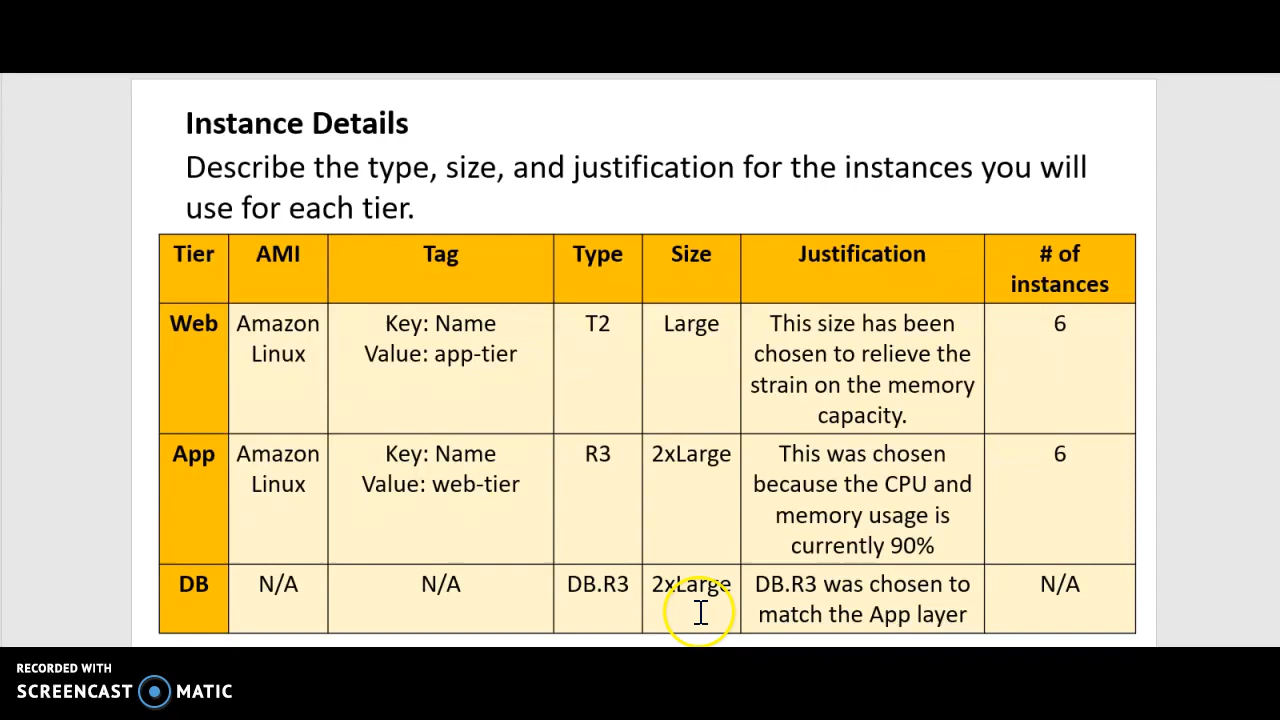 Instance Details
Describe the type, size, and justification for the instances you will
use for each tier.
Tier AMI Tag Type Size Justification # of
instances
Web Amazon Key: Name T2 Large This size has been 6
Linux Value: app-tier chosen to relieve the
strain on the memory
capacity.
App Amazon Key: Name R3 2xLarge This was chosen 6
Linux Value: web-tier because the CPU and
memory usage is
currently 90%
DB N/A N/A DB.R3 2xLarge DB.R3 was chosen to N/A
match the App layer
RECORDED WITH
SCREENCAST MATIC